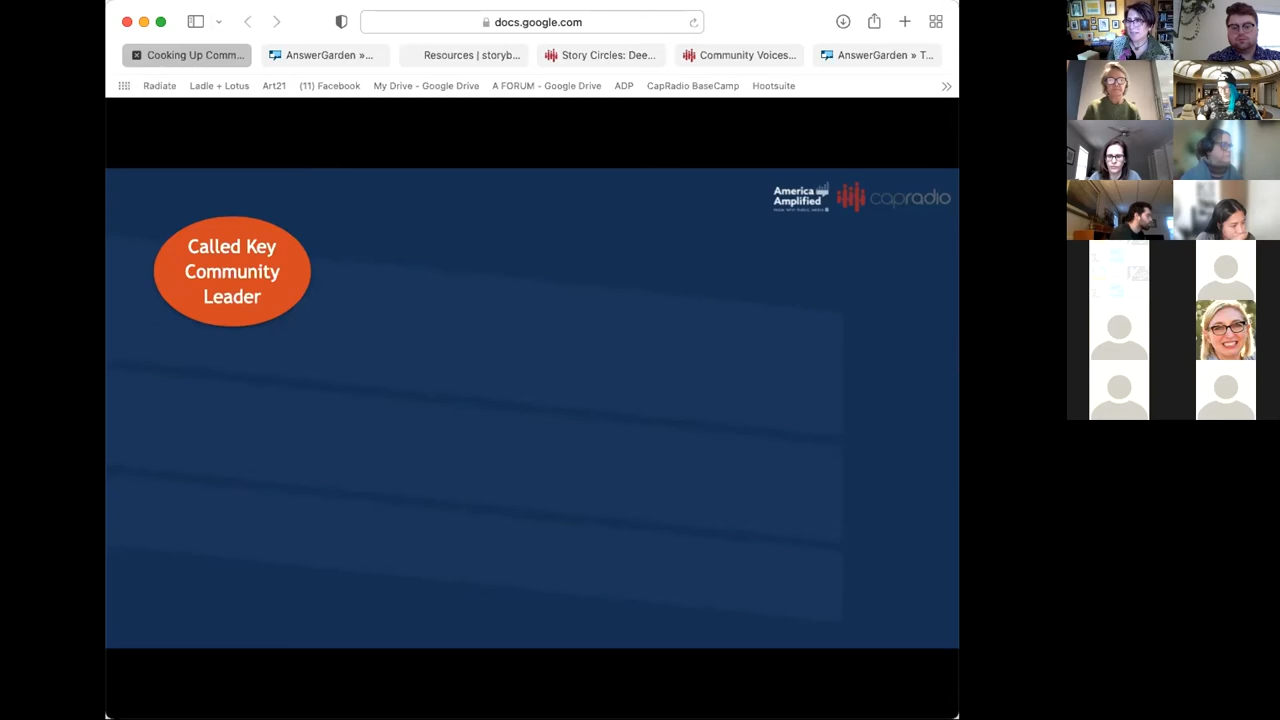 docs.google.com
Cooking Up Comm...
AnswerGarden »...
Resources | storyb...
Story Circles: Dee...
Community Voices...
AnswerGarden » T...
Radiate
Ladle + Lotus
Art21
(11) Facebook
My Drive - Google Drive
A FORUM - Google Drive
ADP
CapRadio BaseCamp
Hootsuite
America
Amplified
capradio
Called Key
Community
Leader